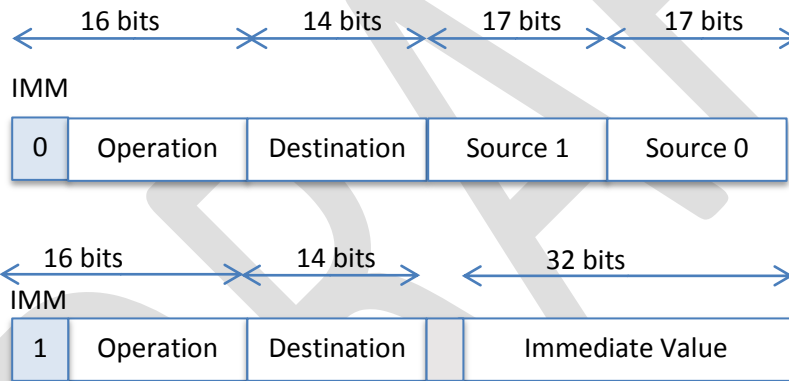 16 bits 14 bits 17 bits 17 bits
IMM
0 Operation Destination Source 1 Source 0
16 bits 14 bits 32 bits
IMM
1 Operation Destination Immediate Value